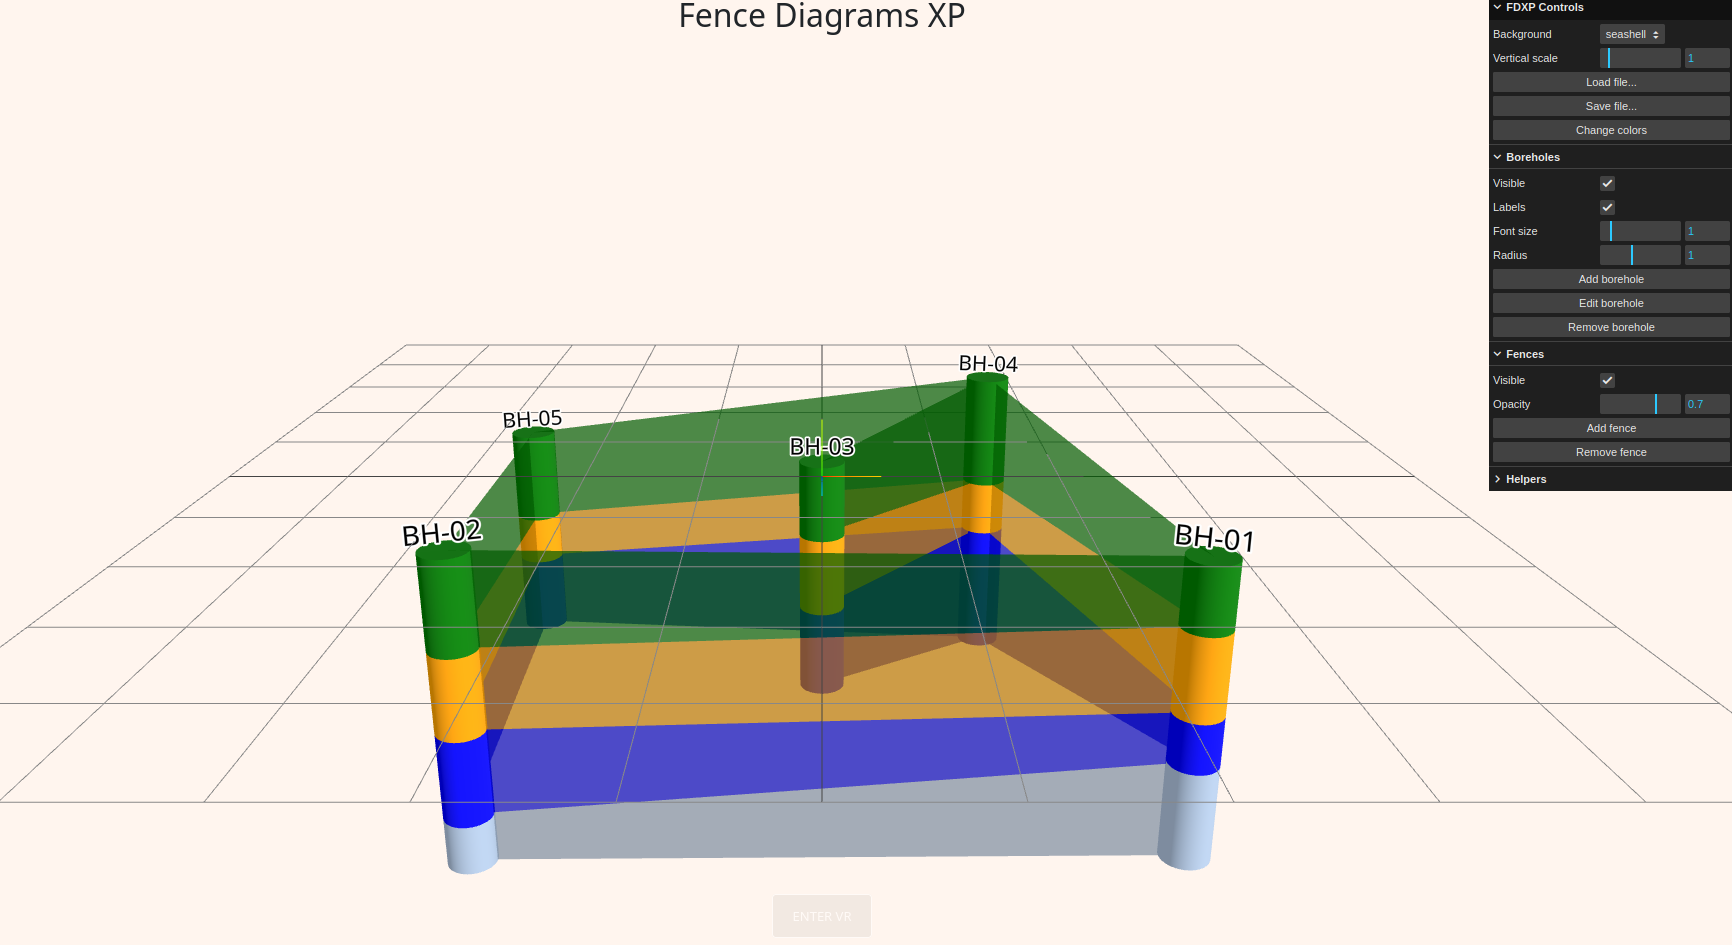 Fence Diagrams XP
FDXP Controls
Background seashell
Vertical scale 1
Load file...
Save file...
Change colors
Boreholes
Visible
Labels
Font size 1
Radius 1
Add borehole
Edit borehole
Remove borehole
Fences
Visible
Opacity 0.7
Add fence
Remove fence
Helpers
BH-04
BH-05
BH-03
BH-02
BH-01
ENTER VR